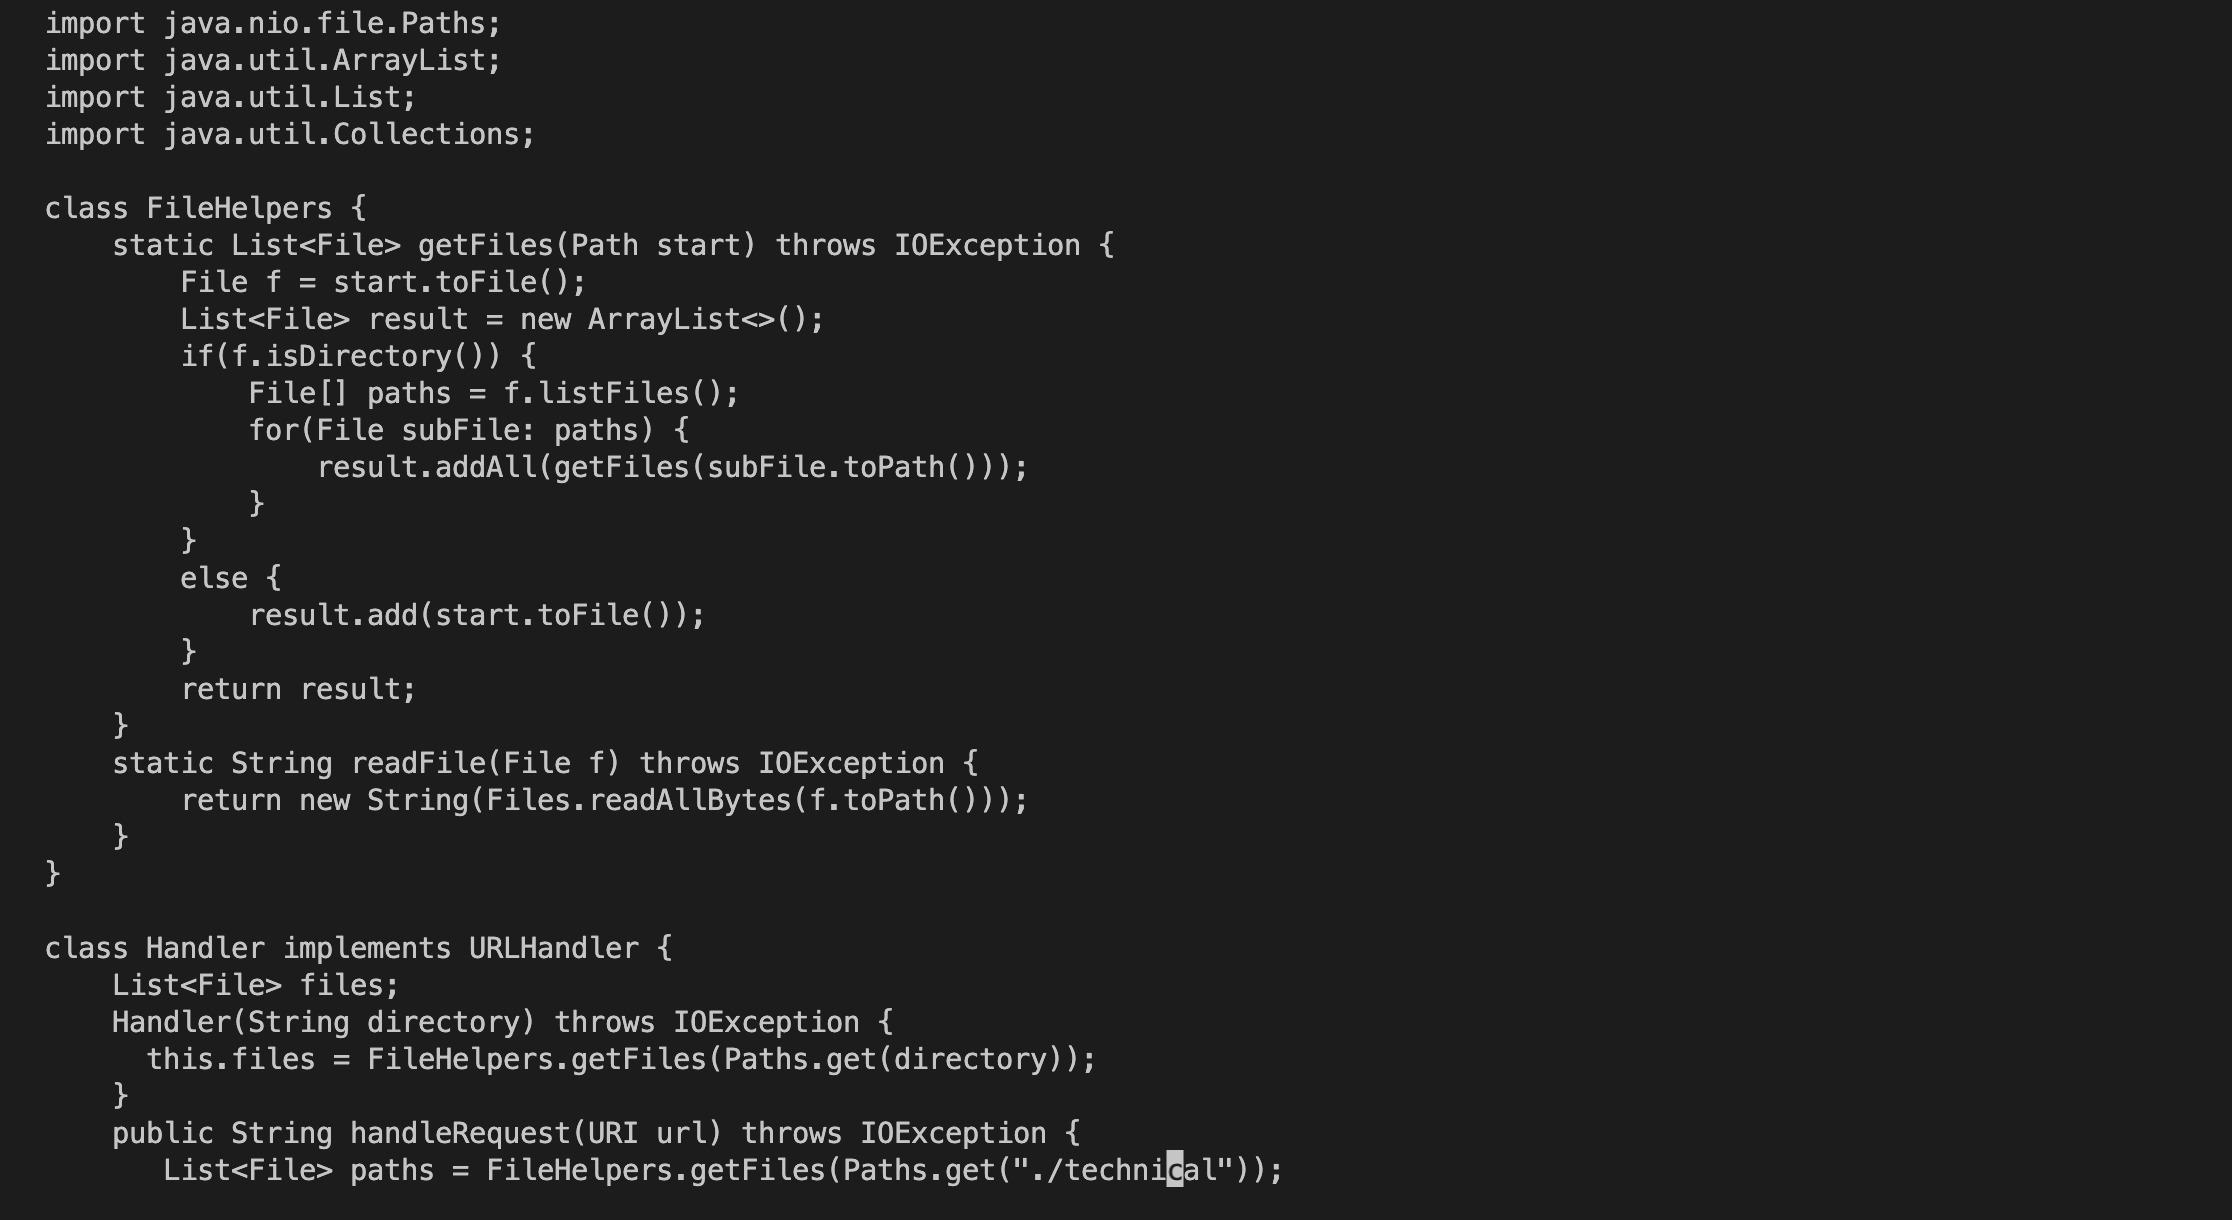 import java.nio.file.Paths;
import java.util.ArrayList;
import java.util.List;
import java.util.Collections;

class FileHelpers {
    static List<File> getFiles(Path start) throws IOException {
        File f = start.toFile();
        List<File> result = new ArrayList<>();
        if(f.isDirectory()) {
            File[] paths = f.listFiles();
            for(File subFile: paths) {
                result.addAll(getFiles(subFile.toPath()));
            }
        }
        else {
            result.add(start.toFile());
        }
        return result;
    }
    static String readFile(File f) throws IOException {
        return new String(Files.readAllBytes(f.toPath()));
    }
}

class Handler implements URLHandler {
    List<File> files;
    Handler(String directory) throws IOException {
      this.files = FileHelpers.getFiles(Paths.get(directory));
    }
    public String handleRequest(URI url) throws IOException {
       List<File> paths = FileHelpers.getFiles(Paths.get("./technical"));